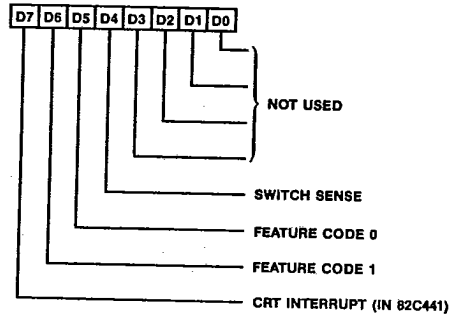 D7 D6 D5 D4 D3 D2 D1 D0
NOT USED
SWITCH SENSE
FEATURE CODE 0
FEATURE CODE 1
CRT INTERRUPT (IN 82C441)